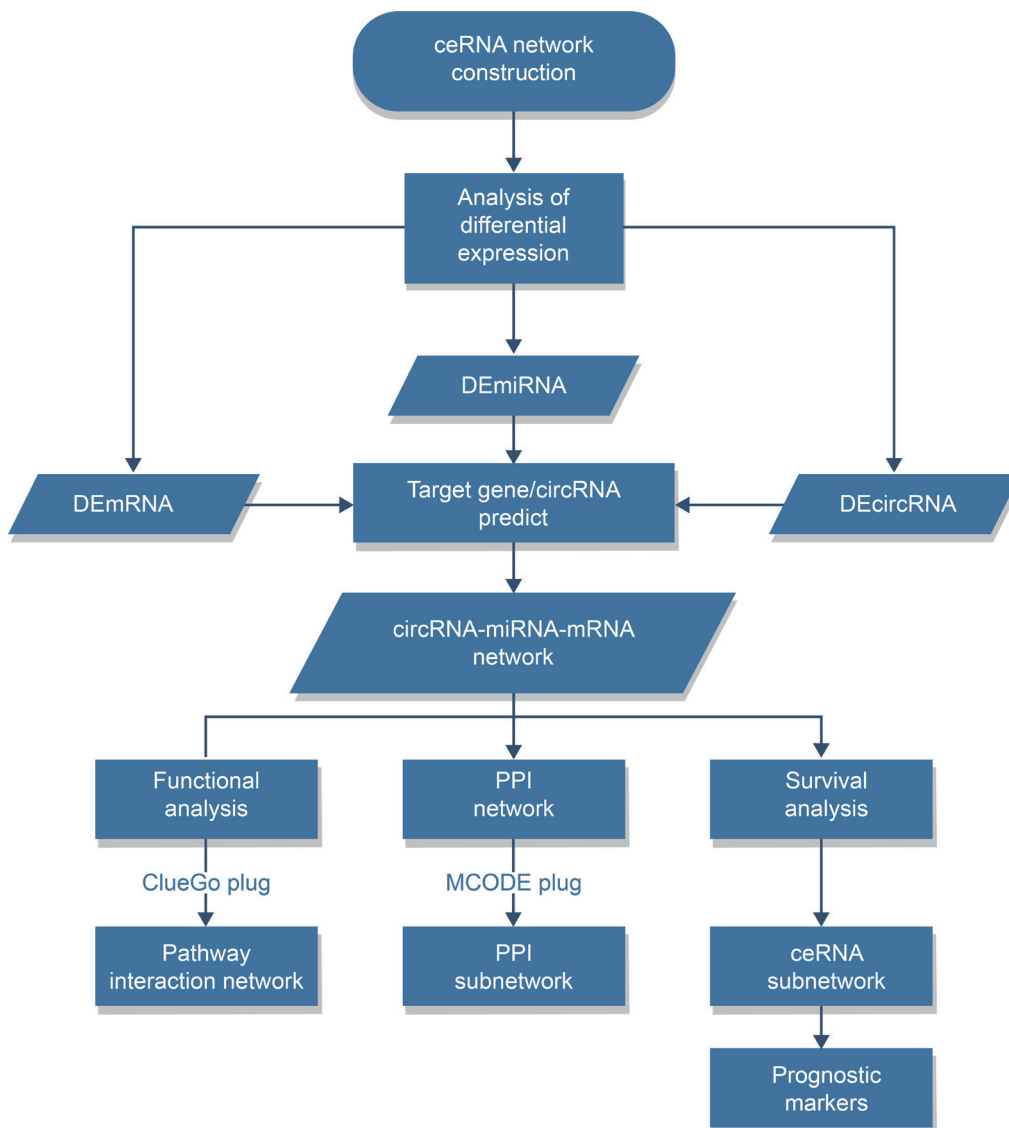 ceRNA network
construction
Analysis of
differential
expression
DEmiRNA
DEmRNA
Target gene/circRNA
predict
DEcircRNA
circRNA-miRNA-mRNA
network
Functional
analysis
PPI
network
Survival
analysis
ClueGo plug
MCODE plug
Pathway
interaction network
PPI
subnetwork
ceRNA
subnetwork
Prognostic
markers